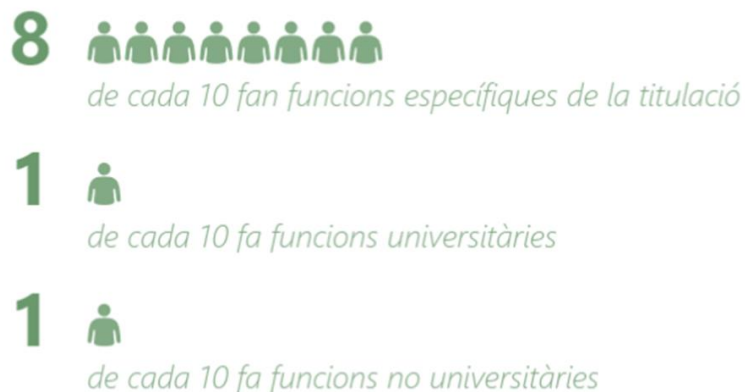 8
de cada 10 fan funcions específiques de la titulació
1
de cada 10 fa funcions universitàries
1
de cada 10 fa funcions no universitàries